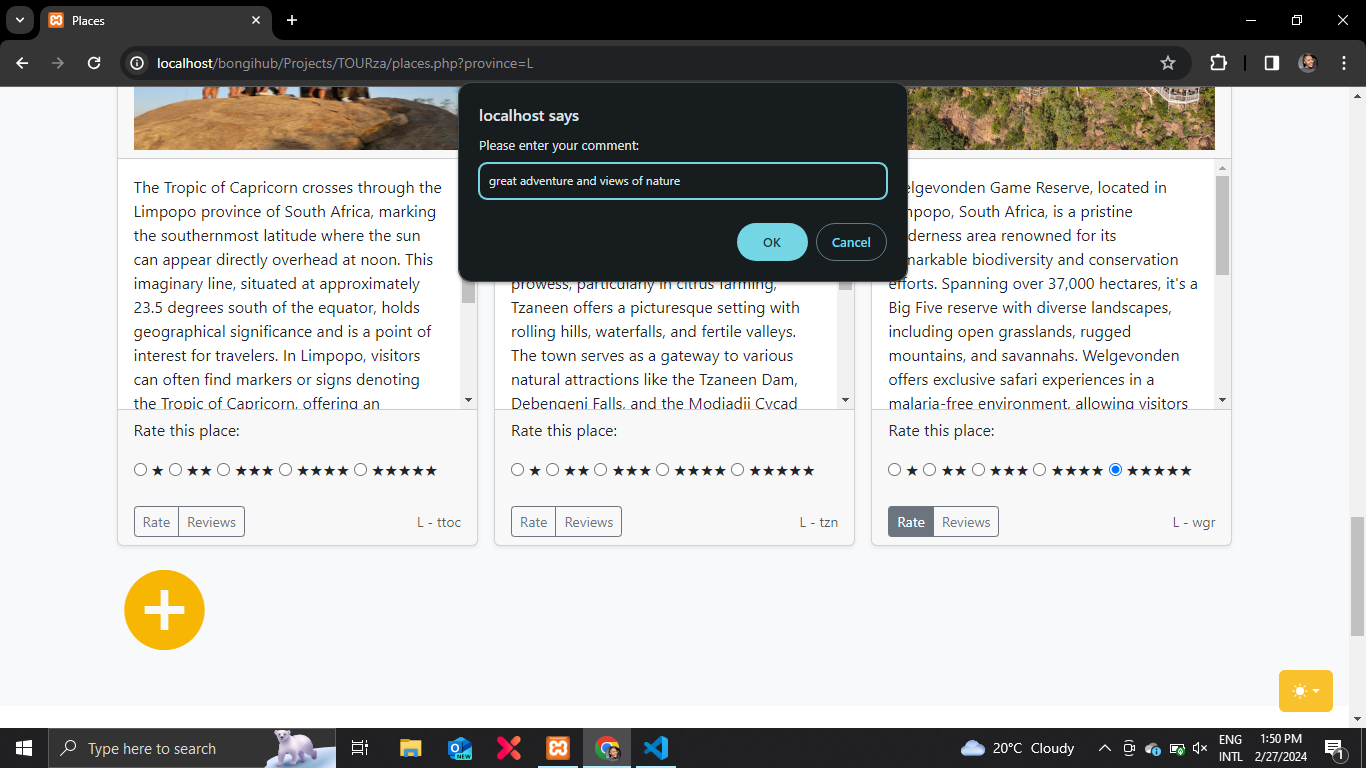 Places
localhost/bongihub/Projects/TOURza/places.php?province=L
localhost says
Please enter your comment:
great adventure and views of nature
OK
Cancel
The Tropic of Capricorn crosses through the
Limpopo province of South Africa, marking
the southernmost latitude where the sun
can appear directly overhead at noon. This
imaginary line, situated at approximately
23.5 degrees south of the equator, holds
geographical significance and is a point of
interest for travelers. In Limpopo, visitors
can often find markers or signs denoting
the Tropic of Capricorn, offering an
Rate this place:
★ ★★ ★★★ ★★★★ ★★★★★
Rate Reviews L - ttoc
prowess, particularly in citrus farming,
Tzaneen offers a picturesque setting with
rolling hills, waterfalls, and fertile valleys.
The town serves as a gateway to various
natural attractions like the Tzaneen Dam,
Debengeni Falls, and the Modjadji Cycad
Rate this place:
★ ★★ ★★★ ★★★★ ★★★★★
Rate Reviews L - tzn
elgevonden Game Reserve, located in
mpopo, South Africa, is a pristine
derness area renowned for its
markable biodiversity and conservation
efforts. Spanning over 37,000 hectares, it's a
Big Five reserve with diverse landscapes,
including open grasslands, rugged
mountains, and savannahs. Welgevonden
offers exclusive safari experiences in a
malaria-free environment, allowing visitors
Rate this place:
★ ★★ ★★★ ★★★★ ★★★★★
Rate Reviews L - wgr
Type here to search
NEW
20°C Cloudy
ENG
INTL
1:50 PM
2/27/2024
1